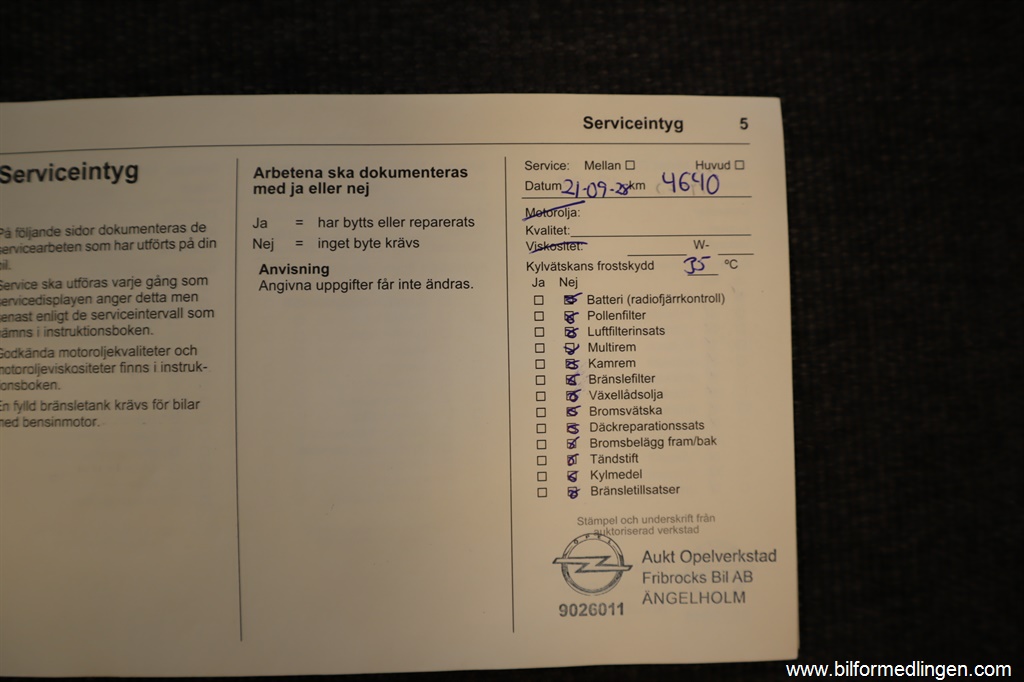 Serviceintyg 5
Serviceintyg
På följande sidor dokumenteras de
servicearbeten som har utförts på din
bil.
Service ska utföras varje gång som
servicedisplayen anger detta men
senast enligt de serviceintervall som
nämns i instruktionsboken.
Godkända motoroljekvaliteter och
motoroljeviskositeter finns i instruk-
tionsboken.
En fylld bränsletank krävs för bilar
med bensinmotor.
Arbetena ska dokumenteras
med ja eller nej
Ja = har bytts eller reparerats
Nej = inget byte krävs
Anvisning
Angivna uppgifter får inte ändras.
Service: Mellan Huvud
Datum 21-09-28 km 4640
Motorolja:
Kvalitet:
Viskositet: W-
Kylvätskans frostskydd 35 °C
Ja Nej
Batteri (radiofjärrkontroll)
Pollenfilter
Luftfilterinsats
Multirem
Kamrem
Bränslefilter
Växellådsolja
Bromsvätska
Däckreparationssats
Bromsbelägg fram/bak
Tändstift
Kylmedel
Bränsletillsatser
Stämpel och underskrift från
auktoriserad verkstad
OPEL
9026011
Aukt Opelverkstad
Fribrocks Bil AB
ÄNGELHOLM
www.bilformedlingen.com